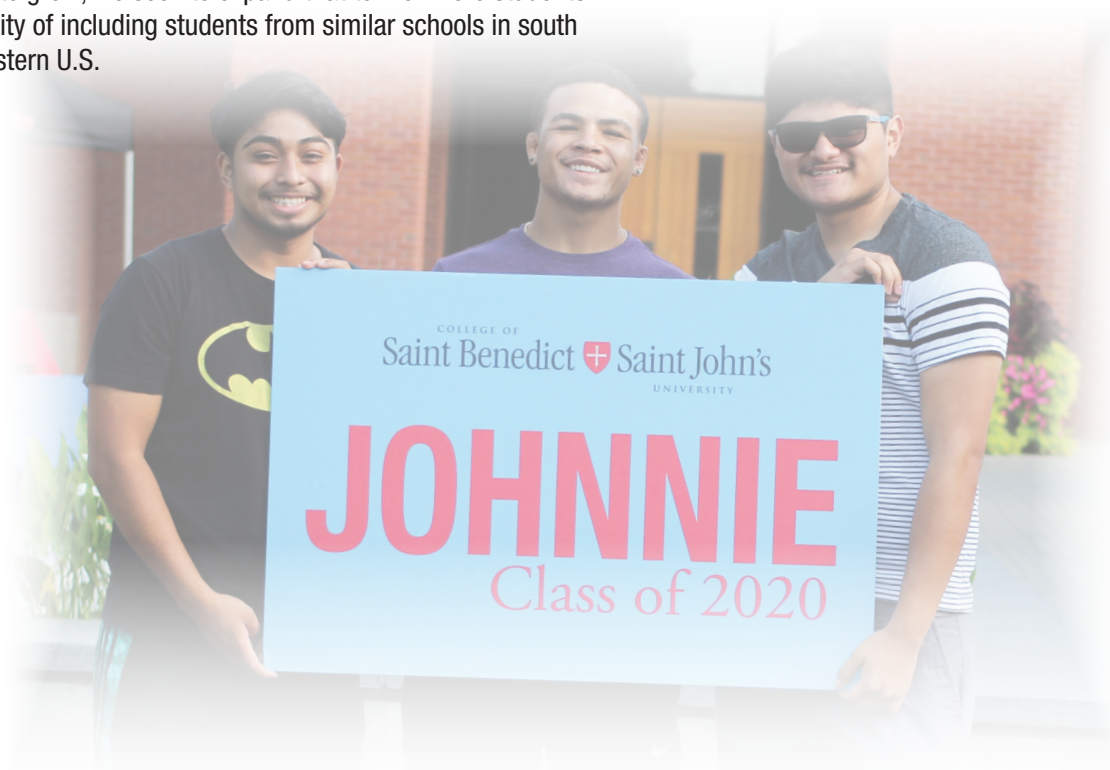 ity of including students from similar schools in south
stern U.S.
COLLEGE OF
Saint Benedict Saint John's
UNIVERSITY
JOHNNIE
Class of 2020